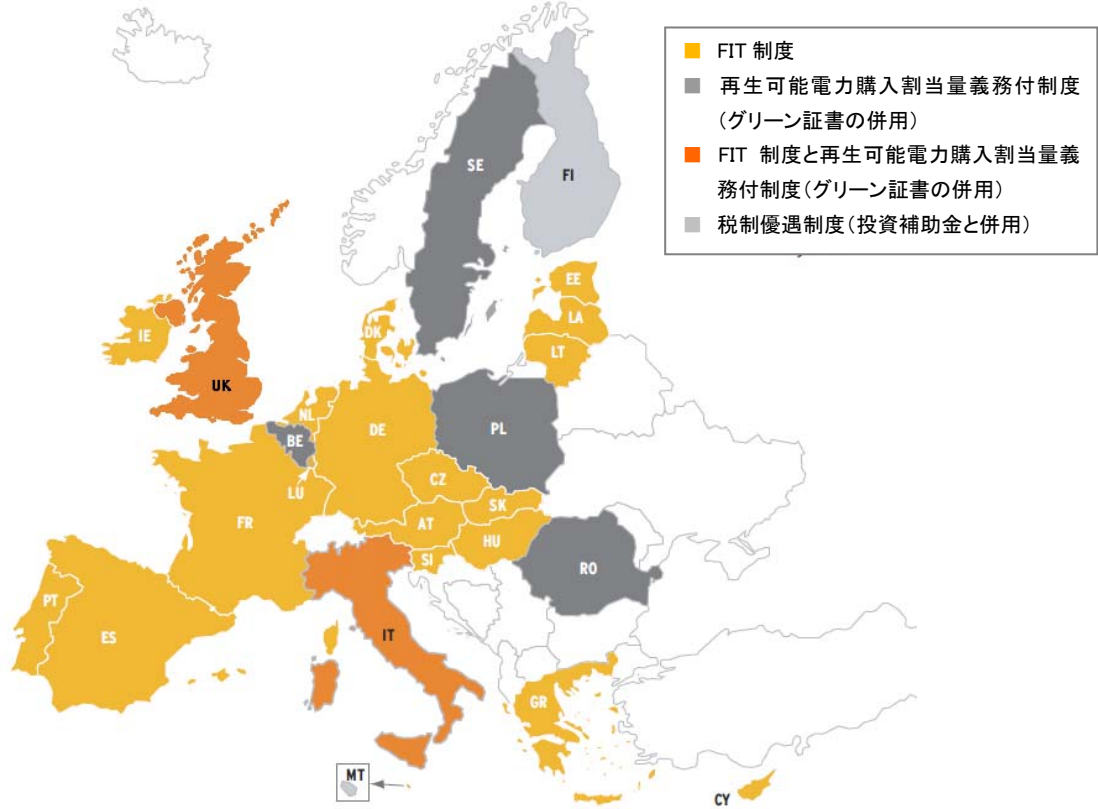 FIT 制度
再生可能電力購入割当量義務付制度
(グリーン証書の併用)
FIT 制度と再生可能電力購入割当量義
務付制度(グリーン証書の併用)
税制優遇制度(投資補助金と併用)
SE
FI
EE
LA
LT
DK
IE
UK
NL
BE
DE
PL
LU
CZ
SK
FR
AT
HU
SI
RO
PT
ES
IT
GR
MT
CY